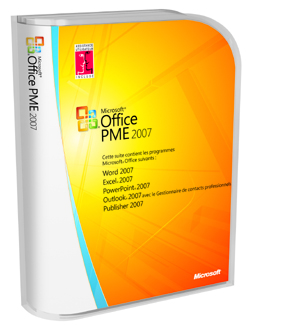 Microsoft®
Office
PME 2007
Cette suite contient les programmes
Microsoft® Office suivants :
Word 2007
Excel® 2007
PowerPoint® 2007
Outlook® 2007 avec le Gestionnaire de contacts professionnels
Publisher 2007
Microsoft
Microsoft®
Office
PME 2007